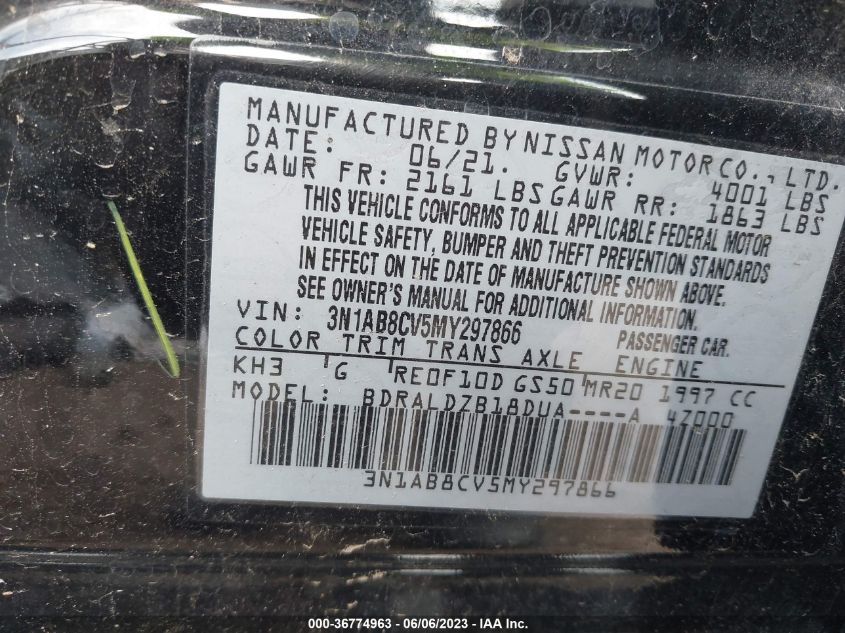 MANUFACTURED BY NISSAN MOTOR CO., LTD.
DATE: 06/21. GVWR: 4001 LBS
GAWR FR: 2161 LBS GAWR RR: 1863 LBS
THIS VEHICLE CONFORMS TO ALL APPLICABLE FEDERAL MOTOR
VEHICLE SAFETY, BUMPER AND THEFT PREVENTION STANDARDS
IN EFFECT ON THE DATE OF MANUFACTURE SHOWN ABOVE.
SEE OWNER'S MANUAL FOR ADDITIONAL INFORMATION.
VIN: 3N1AB8CV5MY297866 PASSENGER CAR.
COLOR TRIM TRANS AXLE ENGINE
KH3 G RE0F10D GS50 MR20 1997 CC
MODEL: BDRALDZB18DUA----A 4Z000
3N1AB8CV5MY297866
000-36774963 - 06/06/2023 - © IAA Inc.